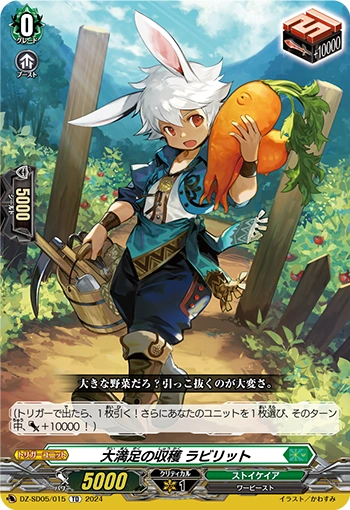 0
グレード
ブースト
+10000
5000
シールド
大きな野菜だろ？引っこ抜くのが大変さ。
(トリガーで出たら、1枚引く！さらにあなたのユニットを1枚選び、そのターン
中、+10000！)
トリガーユニット
大満足の収穫 ラビリット
パワー
5000
クリティカル
1
ストイケイア
ワービースト
DZ-SD05/015 TD 2024
イラスト/かわすみ